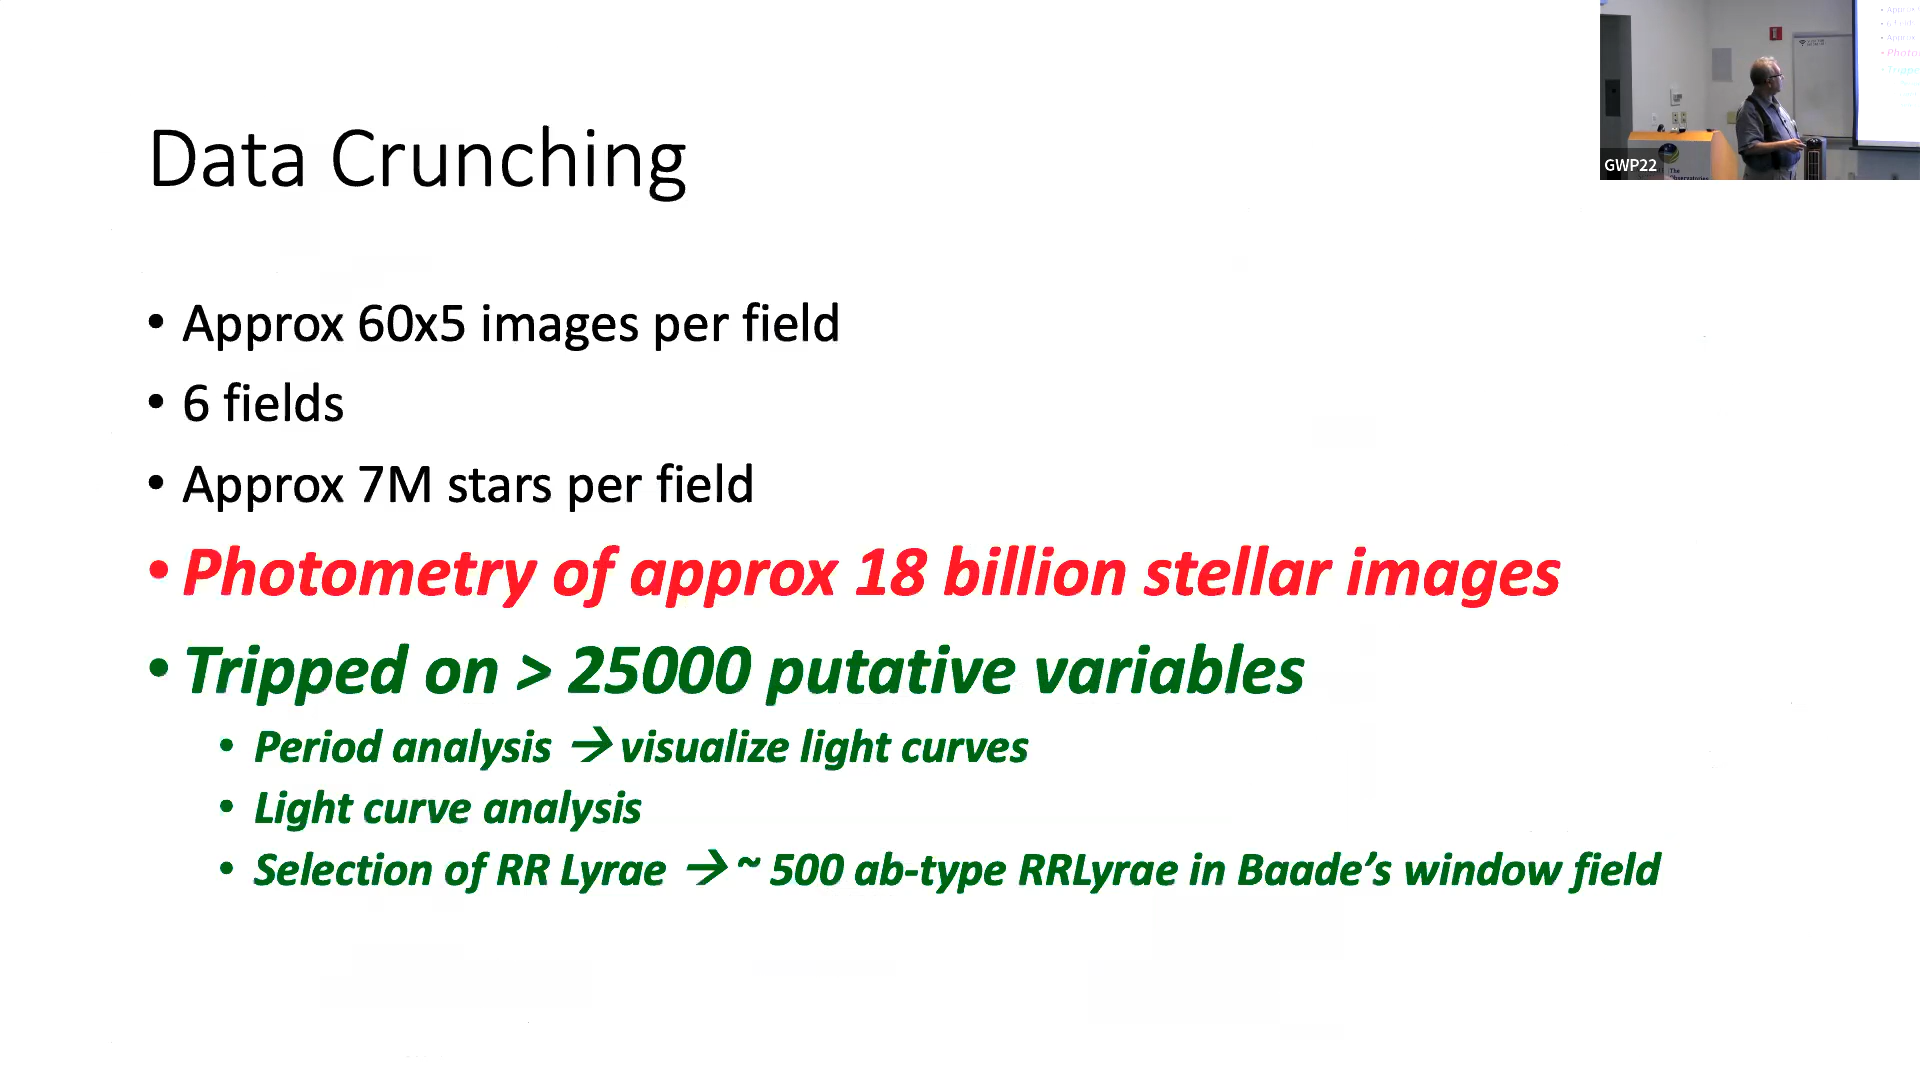 Data Crunching
• Approx 60x5 images per field
• 6 fields
• Approx 7M stars per field
• Photometry of approx 18 billion stellar images
• Tripped on > 25000 putative variables
• Period analysis → visualize light curves
• Light curve analysis
• Selection of RR Lyrae → ~ 500 ab-type RRLyrae in Baade's window field
GWP22